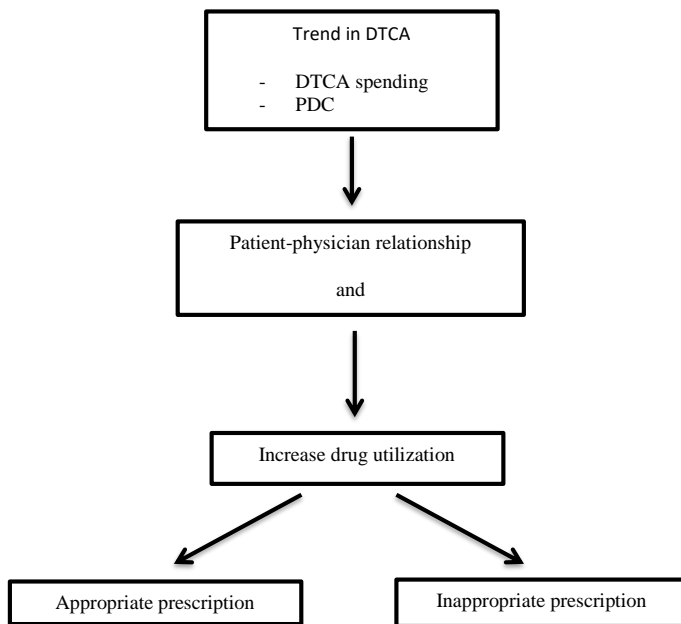 Trend in DTCA
- DTCA spending
- PDC
Patient-physician relationship
and
Increase drug utilization
Appropriate prescription
Inappropriate prescription